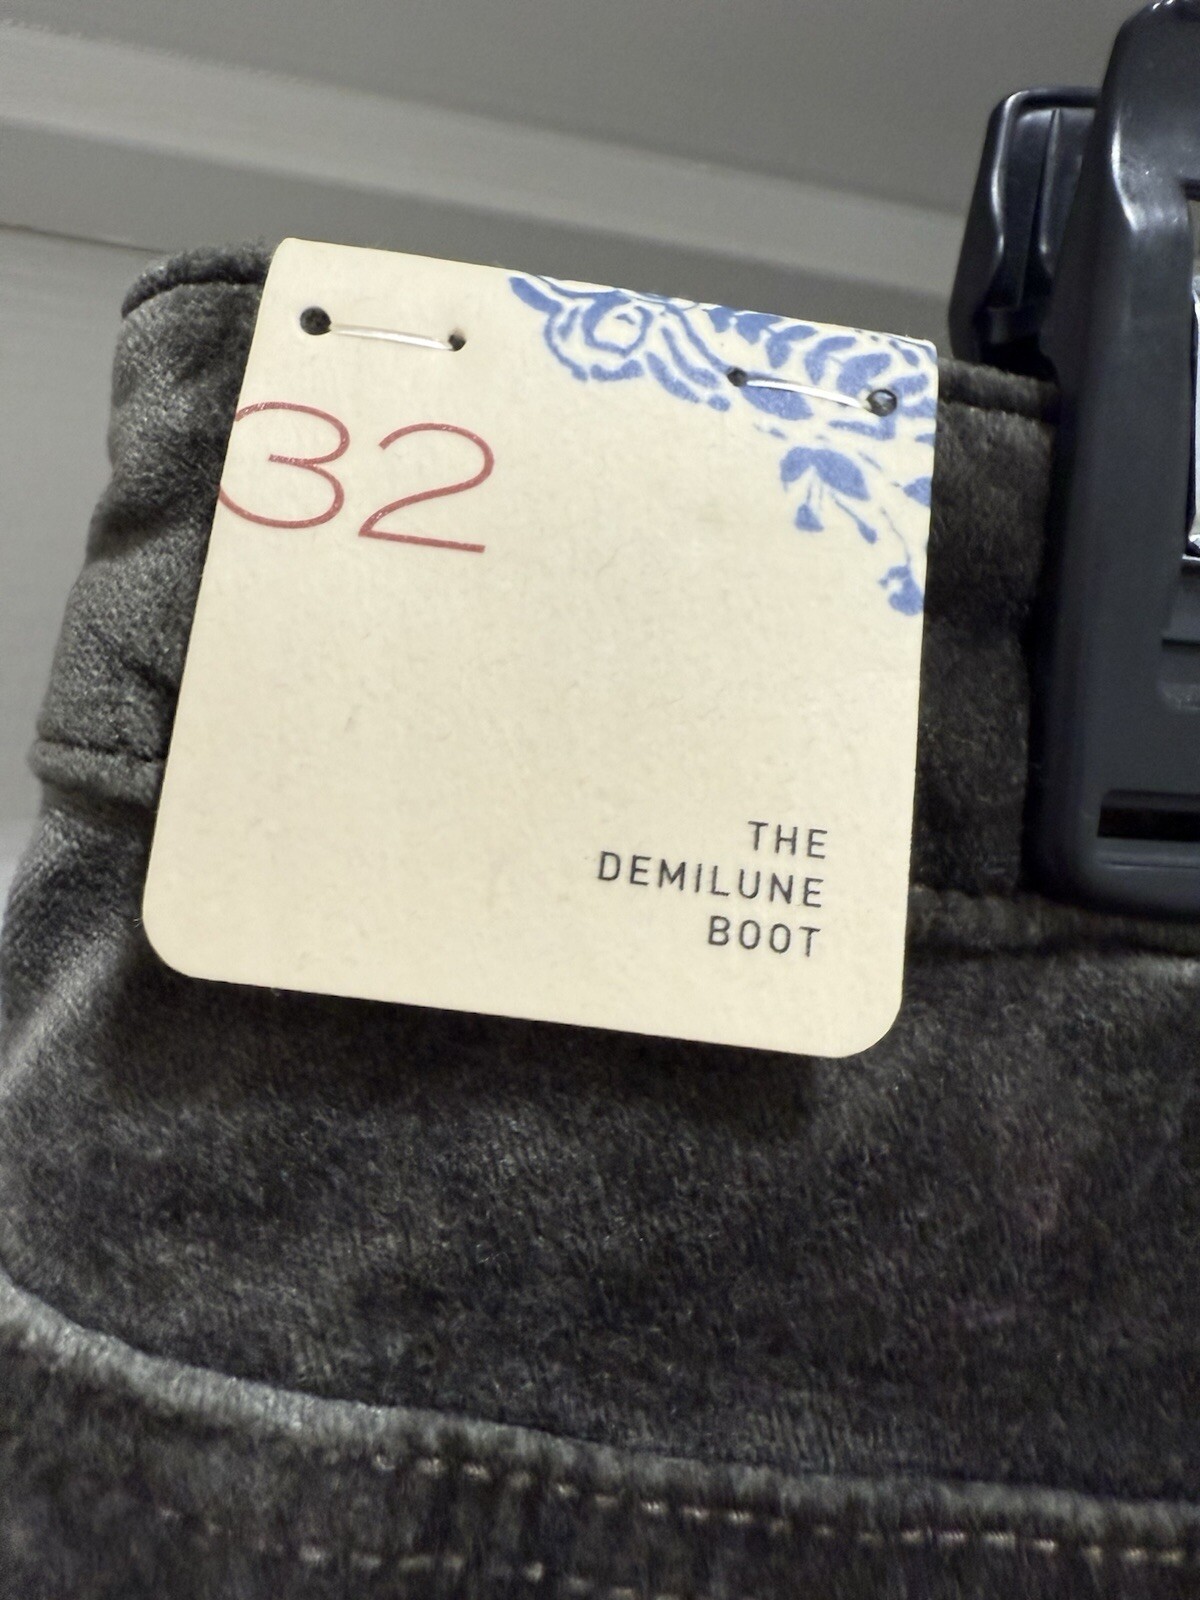 32
THE
DEMILUNE
BOOT